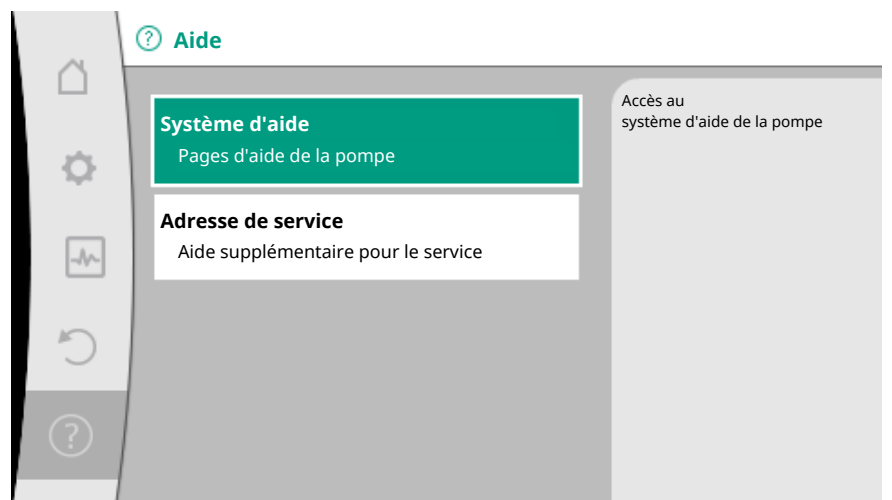 Aide
Système d'aide
Pages d'aide de la pompe
Adresse de service
Aide supplémentaire pour le service
Accès au
système d'aide de la pompe